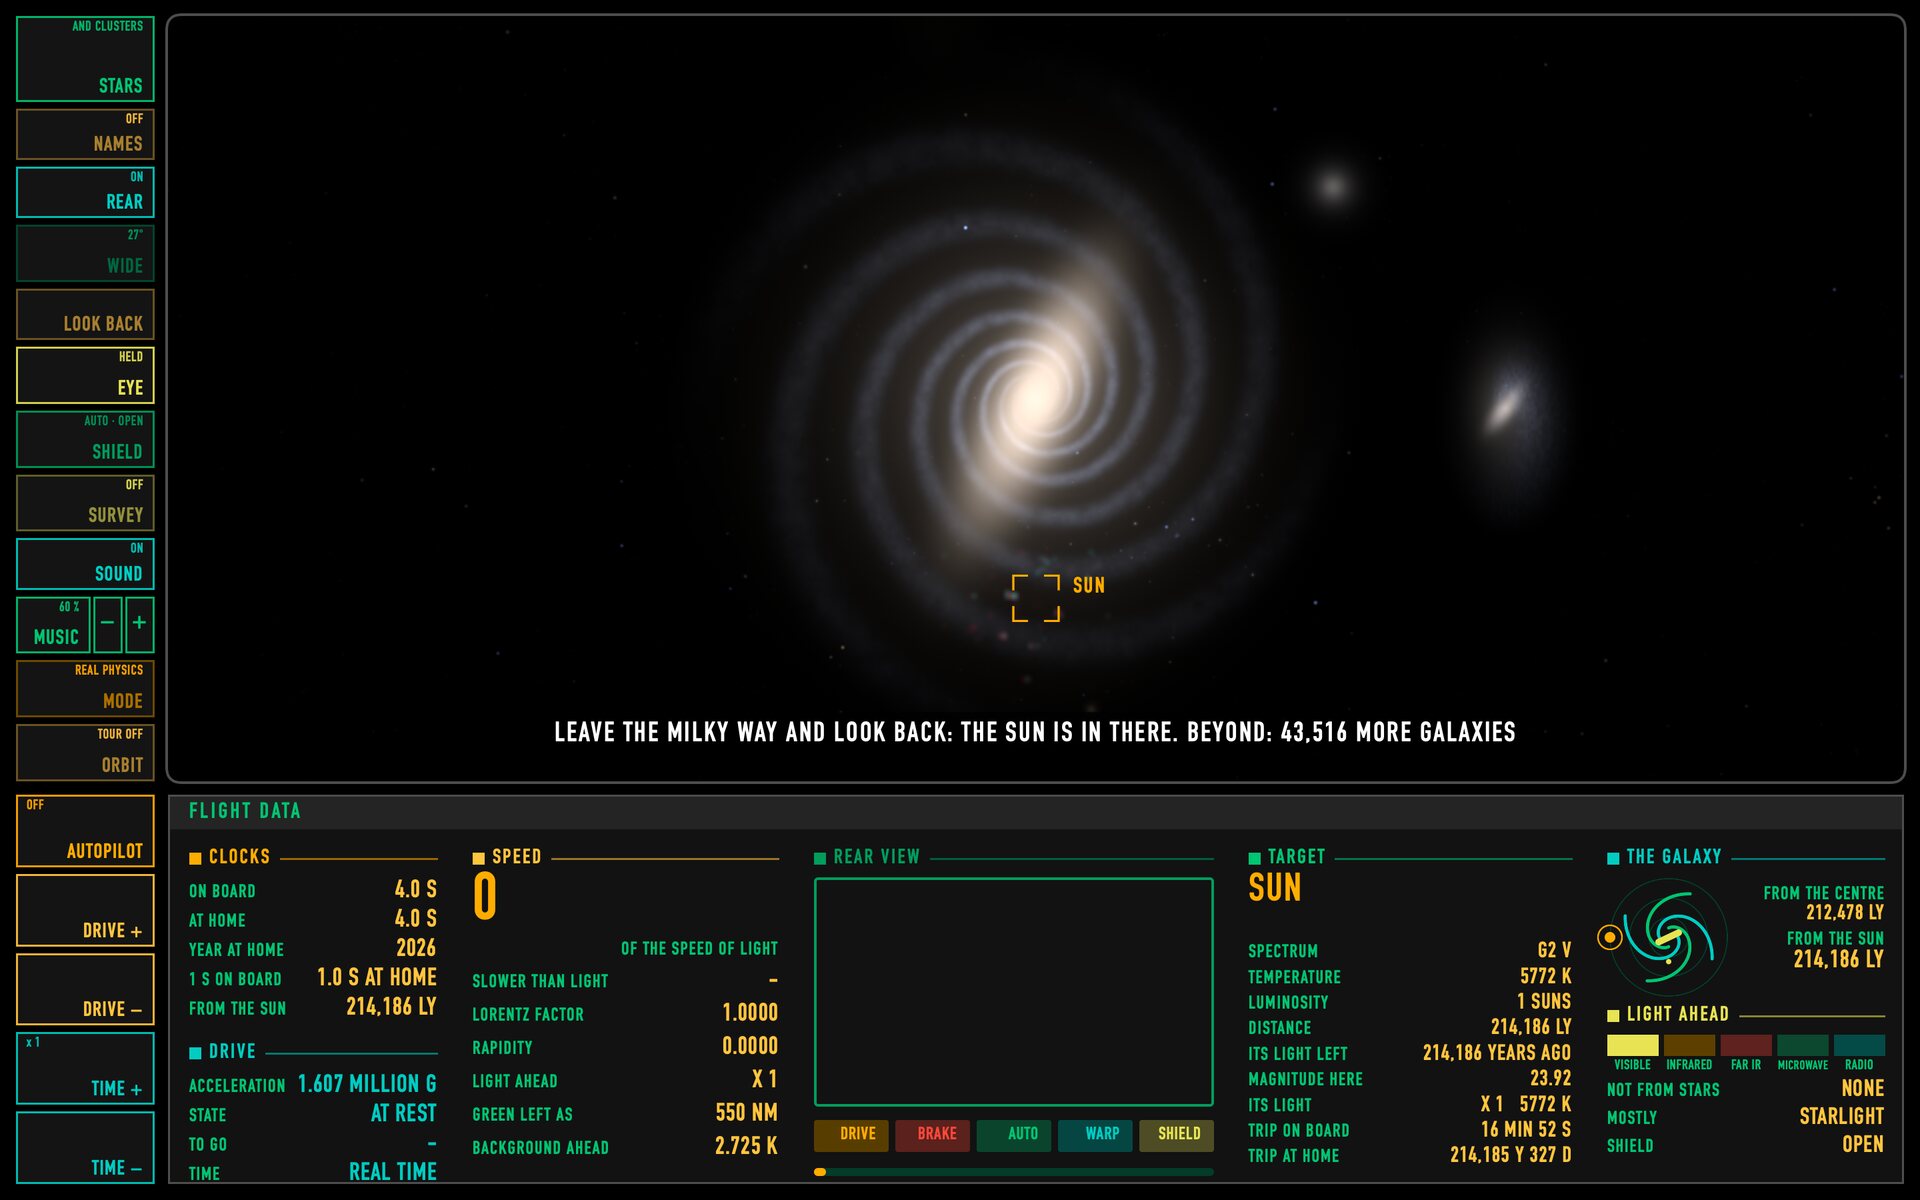 AND CLUSTERS
STARS
OFF
NAMES
ON
REAR
27°
WIDE
LOOK BACK
HELD
EYE
AUTO · OPEN
SHIELD
OFF
SURVEY
ON
SOUND
60 %
MUSIC − +
REAL PHYSICS
MODE
TOUR OFF
ORBIT
OFF
AUTOPILOT
DRIVE +
DRIVE −
x 1
TIME +
TIME −
SUN
LEAVE THE MILKY WAY AND LOOK BACK: THE SUN IS IN THERE. BEYOND: 43,516 MORE GALAXIES
FLIGHT DATA
CLOCKS
ON BOARD 4.0 S
AT HOME 4.0 S
YEAR AT HOME 2026
1 S ON BOARD 1.0 S AT HOME
FROM THE SUN 214,186 LY
DRIVE
ACCELERATION 1.607 MILLION G
STATE AT REST
TO GO –
TIME REAL TIME
SPEED
0
OF THE SPEED OF LIGHT
SLOWER THAN LIGHT –
LORENTZ FACTOR 1.0000
RAPIDITY 0.0000
LIGHT AHEAD X 1
GREEN LEFT AS 550 NM
BACKGROUND AHEAD 2.725 K
REAR VIEW
DRIVE BRAKE AUTO WARP SHIELD
TARGET
SUN
SPECTRUM G2 V
TEMPERATURE 5772 K
LUMINOSITY 1 SUNS
DISTANCE 214,186 LY
ITS LIGHT LEFT 214,186 YEARS AGO
MAGNITUDE HERE 23.92
ITS LIGHT X 1 5772 K
TRIP ON BOARD 16 MIN 52 S
TRIP AT HOME 214,185 Y 327 D
THE GALAXY
FROM THE CENTRE
212,478 LY
FROM THE SUN
214,186 LY
LIGHT AHEAD
VISIBLE INFRARED FAR IR MICROWAVE RADIO
NOT FROM STARS NONE
MOSTLY STARLIGHT
SHIELD OPEN